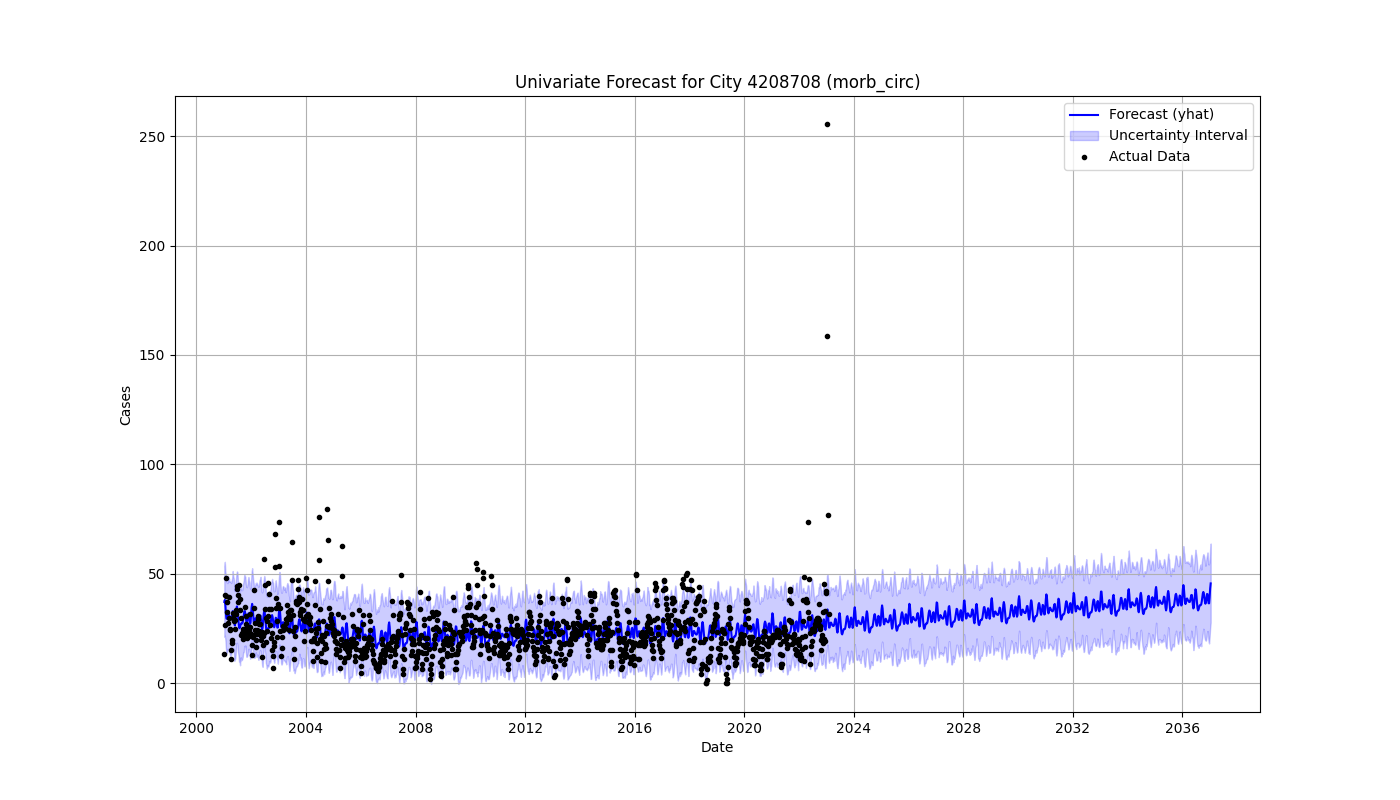 Univariate Forecast for City 4208708 (morb_circ)
Forecast (yhat)
Uncertainty Interval
Actual Data
Cases
250
200
150
100
50
0
2000 2004 2008 2012 2016 2020 2024 2028 2032 2036
Date